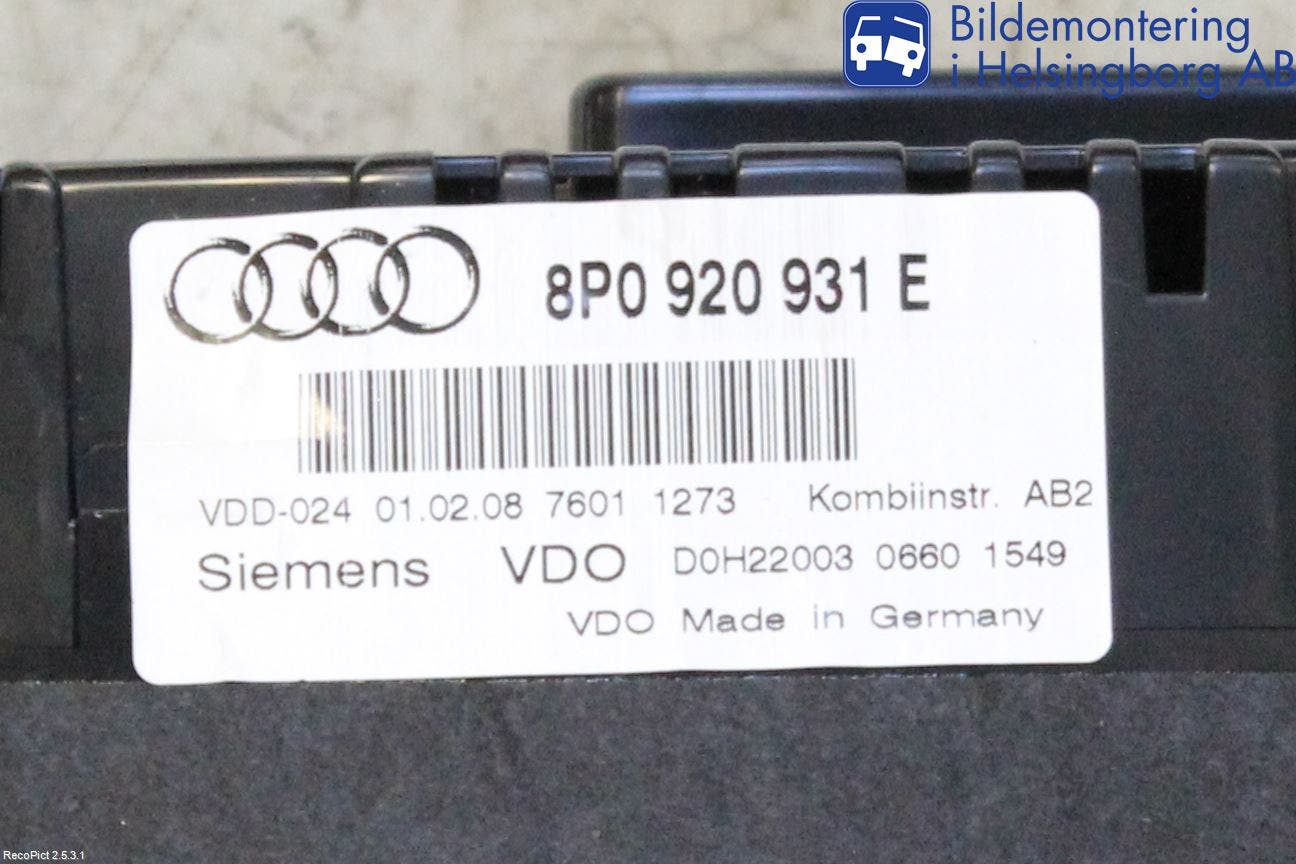 Bildemontering
i Helsingborg AB
8P0 920 931 E
VDD-024 01.02.08 7601 1273 Kombiinstr. AB2
Siemens VDO D0H22003 0660 1549
VDO Made in Germany
RecoPict 2.5.3.1